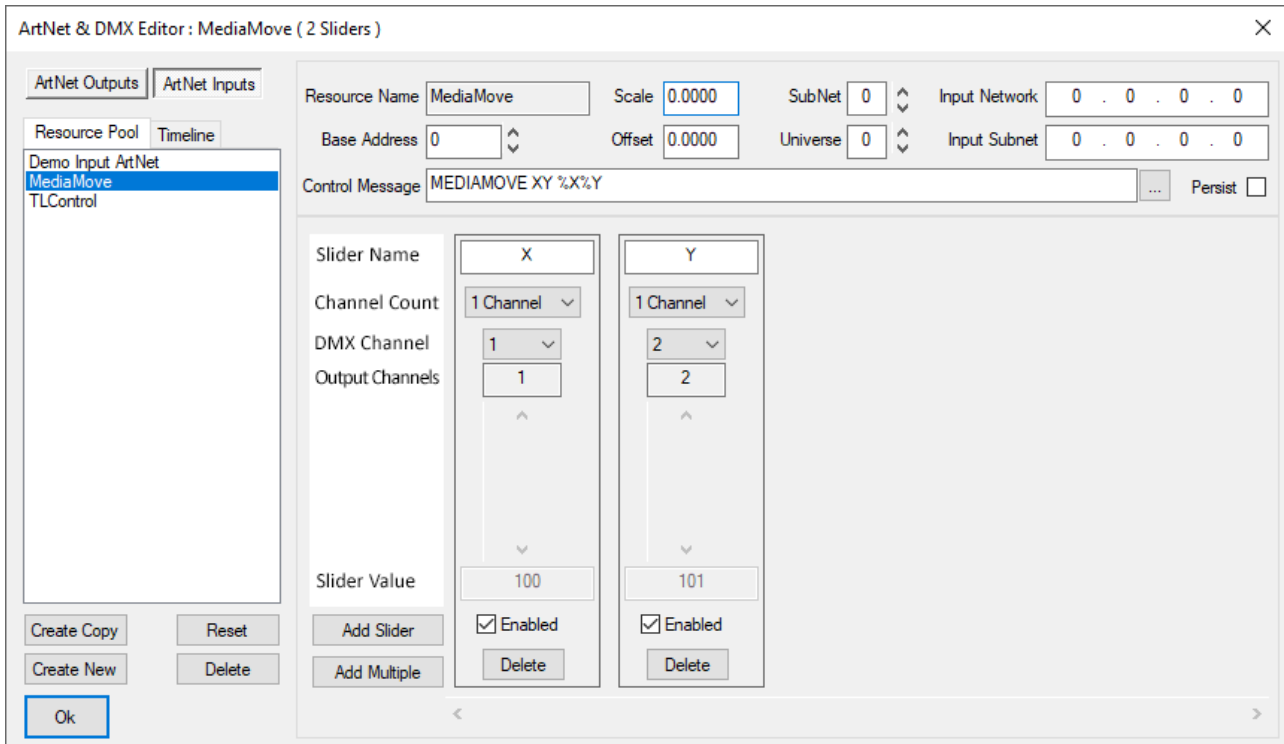 ArtNet & DMX Editor : MediaMove ( 2 Sliders )
ArtNet Outputs ArtNet Inputs
Resource Pool Timeline
Demo Input ArtNet
MediaMove
TLControl
Create Copy Reset
Create New Delete
Ok
Resource Name MediaMove Scale 0.0000 SubNet 0 Input Network 0 . 0 . 0 . 0
Base Address 0 Offset 0.0000 Universe 0 Input Subnet 0 . 0 . 0 . 0
Control Message MEDIAMOVE XY %X%Y ... Persist
Slider Name X Y
Channel Count 1 Channel 1 Channel
DMX Channel 1 2
Output Channels 1 2
Slider Value 100 101
Add Slider Enabled Enabled
Add Multiple Delete Delete